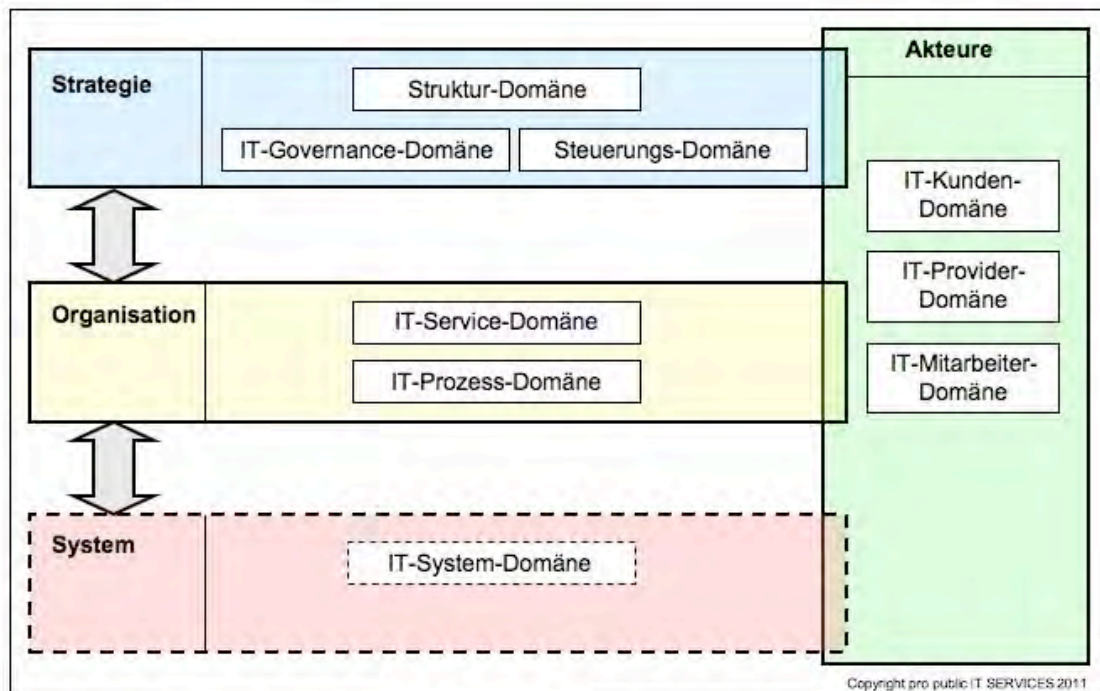 Strategie
Struktur-Domäne
IT-Governance-Domäne
Steuerungs-Domäne
Organisation
IT-Service-Domäne
IT-Prozess-Domäne
System
IT-System-Domäne
Akteure
IT-Kunden-
Domäne
IT-Provider-
Domäne
IT-Mitarbeiter-
Domäne
Copyright pro public IT SERVICES 2011